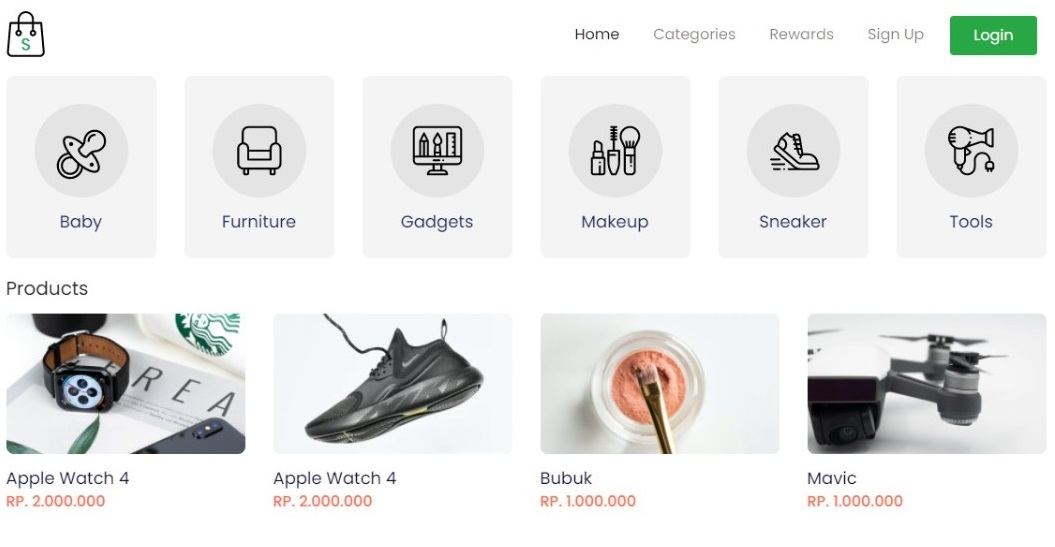 S
Home Categories Rewards Sign Up Login
Baby Furniture Gadgets Makeup Sneaker Tools
Products
REA
Apple Watch 4 Apple Watch 4 Bubuk Mavic
RP. 2.000.000 RP. 2.000.000 RP. 1.000.000 RP. 1.000.000